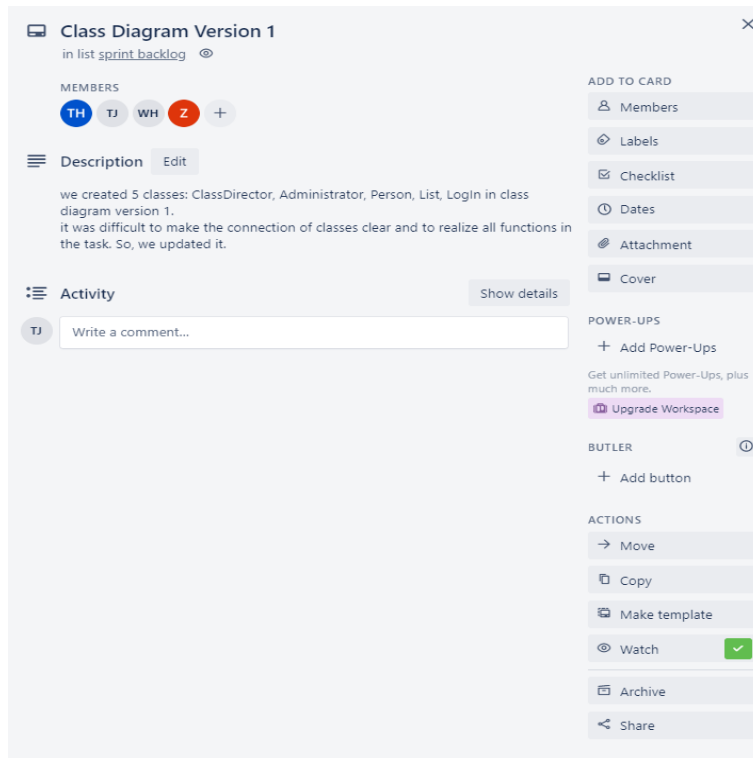 Class Diagram Version 1
in list sprint backlog
MEMBERS
TH TJ WH Z +
Description Edit
we created 5 classes: ClassDirector, Administrator, Person, List, LogIn in class
diagram version 1.
it was difficult to make the connection of classes clear and to realize all functions in
the task. So, we updated it.
Activity Show details
TJ Write a comment...
ADD TO CARD
Members
Labels
Checklist
Dates
Attachment
Cover
POWER-UPS
+ Add Power-Ups
Get unlimited Power-Ups, plus
much more.
Upgrade Workspace
BUTLER
+ Add button
ACTIONS
Move
Copy
Make template
Watch
Archive
Share